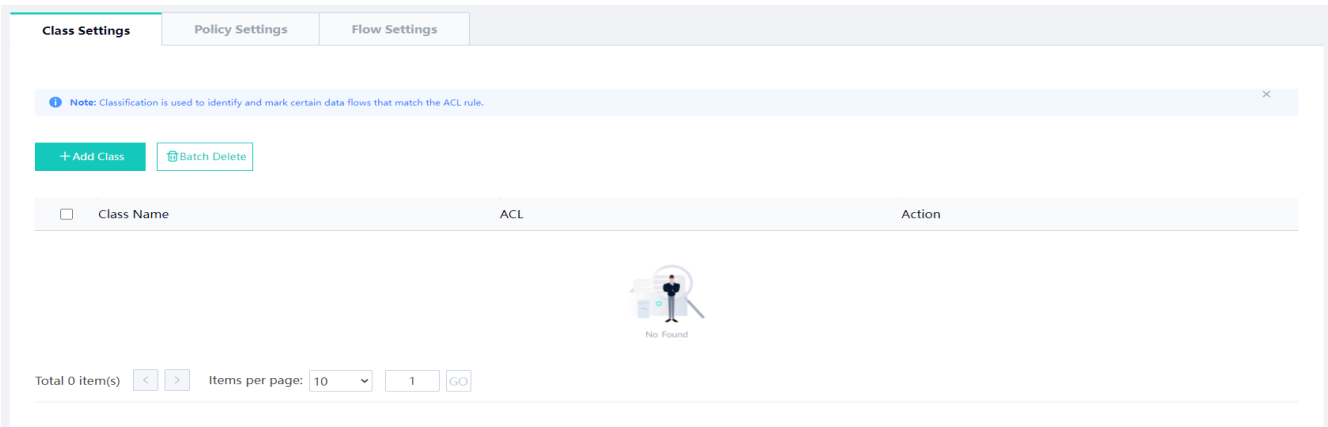 Class Settings Policy Settings Flow Settings
Note: Classification is used to identify and mark certain data flows that match the ACL rule.
+Add Class Batch Delete
Class Name ACL Action
No Found
Total 0 item(s) < > Items per page: 10 1 GO